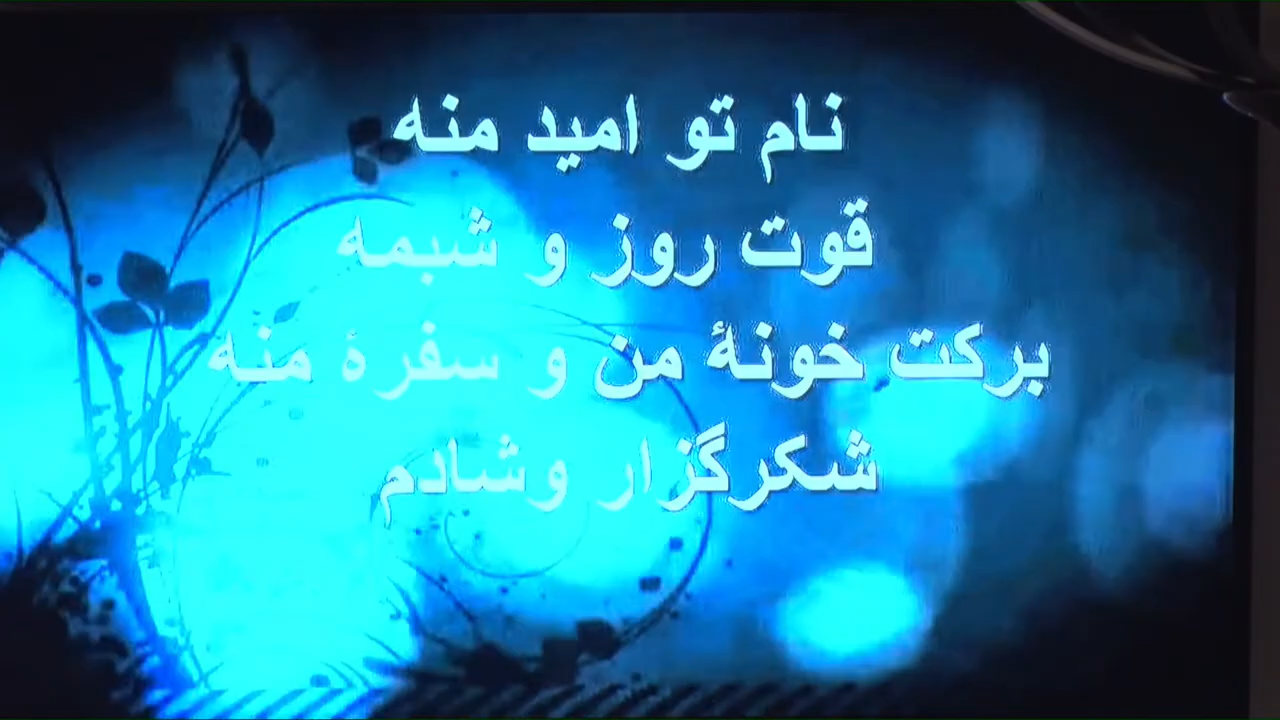 نام تو امید منه
قوت روز و شبمه
برکت خونهٔ من و سفرهٔ منه
شکرگزار وشادم